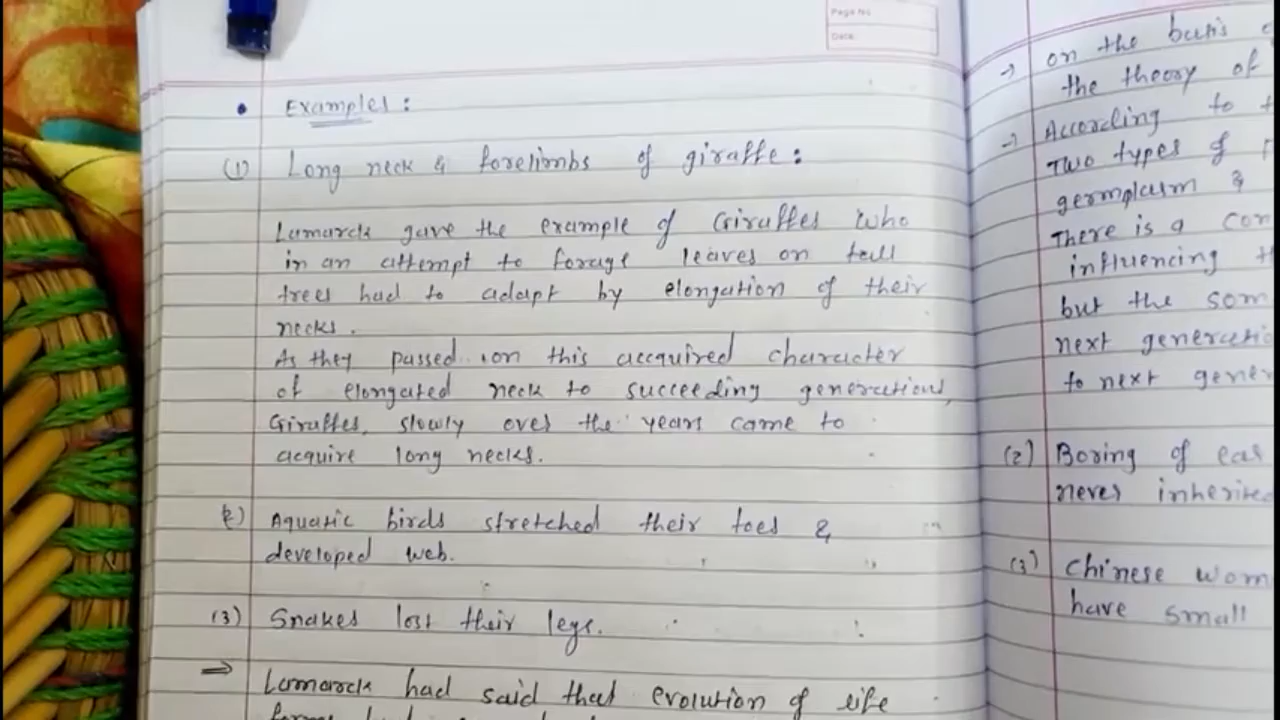 Page No.
Date
• Examples :
(1) Long neck & forelimbs of giraffe :
Lamarck gave the example of Giraffes who
in an attempt to forage leaves on tall
trees had to adapt by elongation of their
necks.
As they passed on this accquired character
of elongated neck to succeeding generations,
Giraffes, slowly over the years came to
acquire long necks.
(2) Aquatic birds stretched their toes &
developed web.
(3) Snakes lost their legs.
⇒ Lamarck had said that evolution of life
→ on the basis
the theory of
→ According to
Two types of
germplasm &
There is a
influencing
but the
next
to next
(2) Boring of ear
never inherited
(3) Chinese
have small